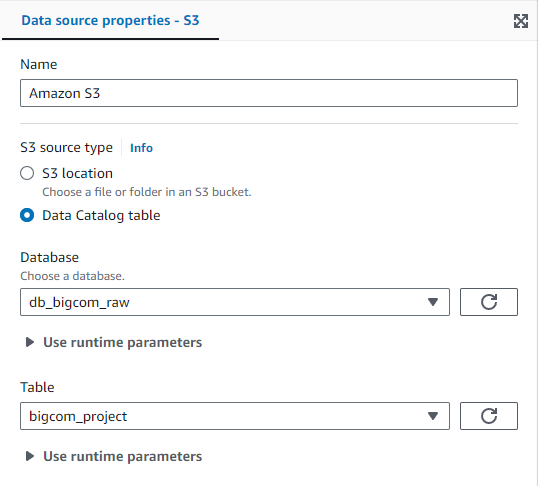 Data source properties - S3
Name
Amazon S3
S3 source type Info
S3 location
Choose a file or folder in an S3 bucket.
Data Catalog table
Database
Choose a database.
db_bigcom_raw
Use runtime parameters
Table
bigcom_project
Use runtime parameters